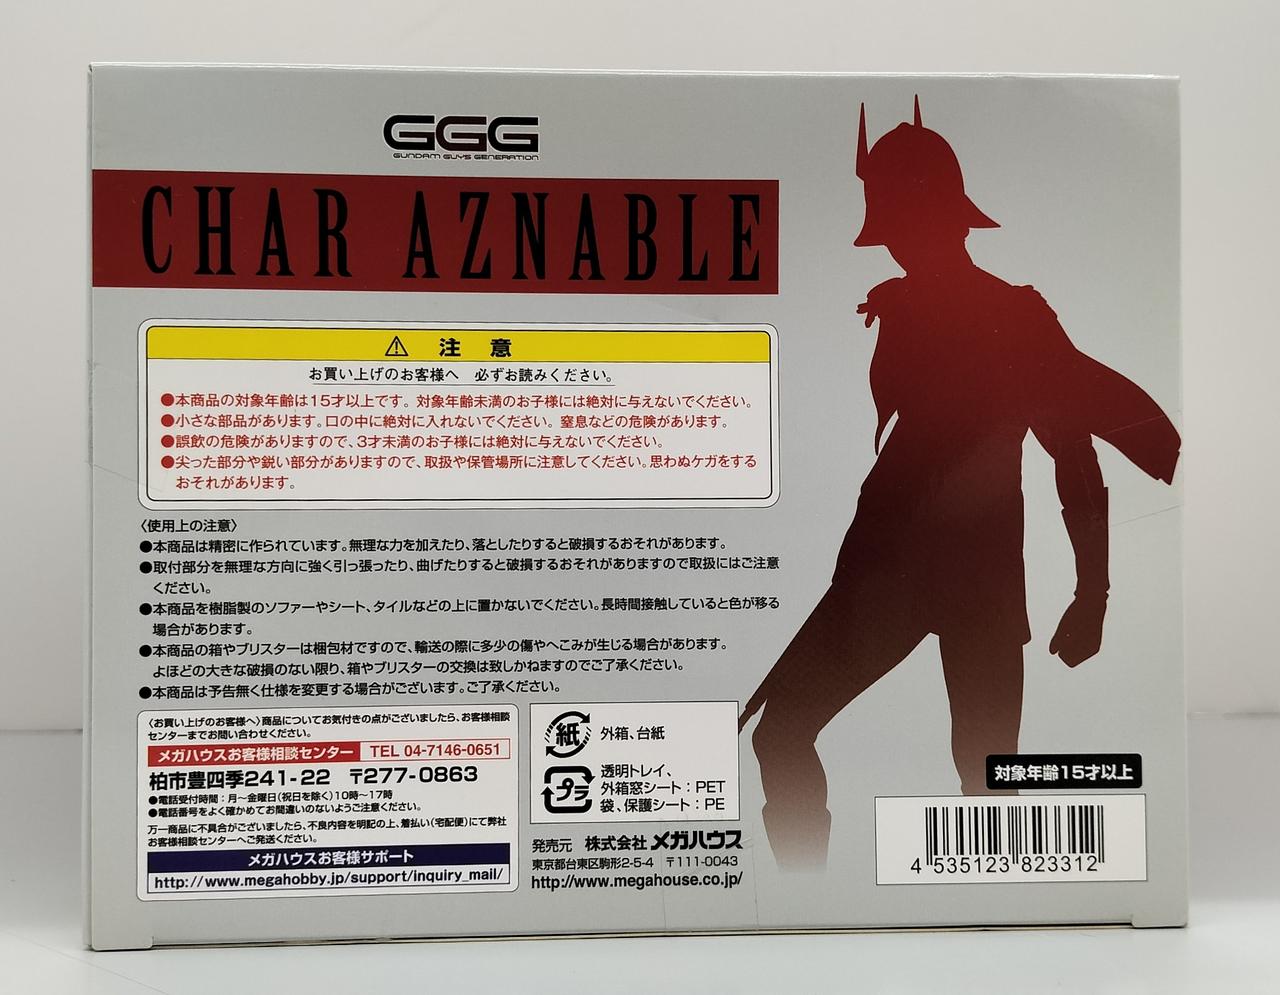 GGG
GUNDAM GUYS GENERATION
CHAR AZNABLE
⚠ 注 意
お買い上げのお客様へ 必ずお読みください。
●本商品の対象年齢は15才以上です。対象年齢未満のお子様には絶対に与えないでください。
●小さな部品があります。口の中に絶対に入れないでください。窒息などの危険があります。
●誤飲の危険がありますので、3才未満のお子様には絶対に与えないでください。
●尖った部分や鋭い部分がありますので、取扱や保管場所に注意してください。思わぬケガをする
おそれがあります。
〈使用上の注意〉
●本商品は精密に作られています。無理な力を加えたり、落としたりすると破損するおそれがあります。
●取付部分を無理な方向に強く引っ張ったり、曲げたりすると破損するおそれがありますので取扱にはご注意
ください。
●本商品を樹脂製のソファーやシート、タイルなどの上に置かないでください。長時間接触していると色が移る
場合があります。
●本商品の箱やブリスターは梱包材ですので、輸送の際に多少の傷やへこみが生じる場合があります。
よほどの大きな破損のない限り、箱やブリスターの交換は致しかねますのでご了承ください。
●本商品は予告無く仕様を変更する場合がございます。ご了承ください。
〈お買い上げのお客様へ〉商品についてお気付きの点がございましたら、お客様相談
センターまでお問い合わせください。
メガハウスお客様相談センター TEL 04-7146-0651
柏市豊四季241-22 〒277-0863
●電話受付時間：月～金曜日(祝日を除く)10時～17時
●電話番号をよく確かめてお間違いのないようご注意ください。
万一商品に不具合がございましたら、不良内容を明記の上、着払い(宅配便)にて弊社
お客様相談センターへご発送ください。
メガハウスお客様サポート
http://www.megahobby.jp/support/inquiry_mail/
紙 外箱、台紙
プラ 透明トレイ、
外箱窓シート：PET
袋、保護シート：PE
発売元 株式会社メガハウス
東京都台東区駒形2-5-4 〒111-0043
http://www.megahouse.co.jp/
対象年齢15才以上
4 535123 823312